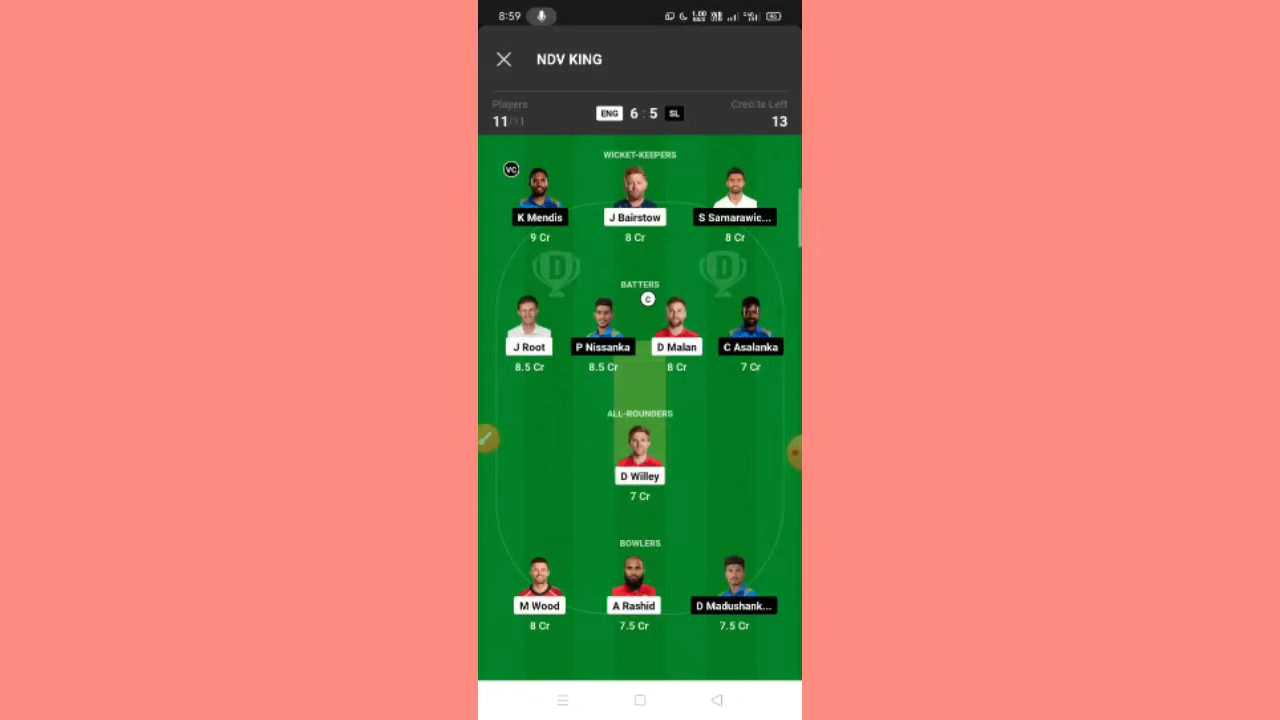 8:59
NDV KING
Players
Credits Left
11/11
ENG 6 : 5 SL
13
WICKET-KEEPERS
VC
K Mendis
J Bairstow
S Samarawic...
9 Cr
8 Cr
8 Cr
D
D
BATTERS
C
J Root
P Nissanka
D Malan
C Asalanka
8.5 Cr
8.5 Cr
8 Cr
7 Cr
ALL-ROUNDERS
D Willey
7 Cr
BOWLERS
M Wood
A Rashid
D Madushank...
8 Cr
7.5 Cr
7.5 Cr